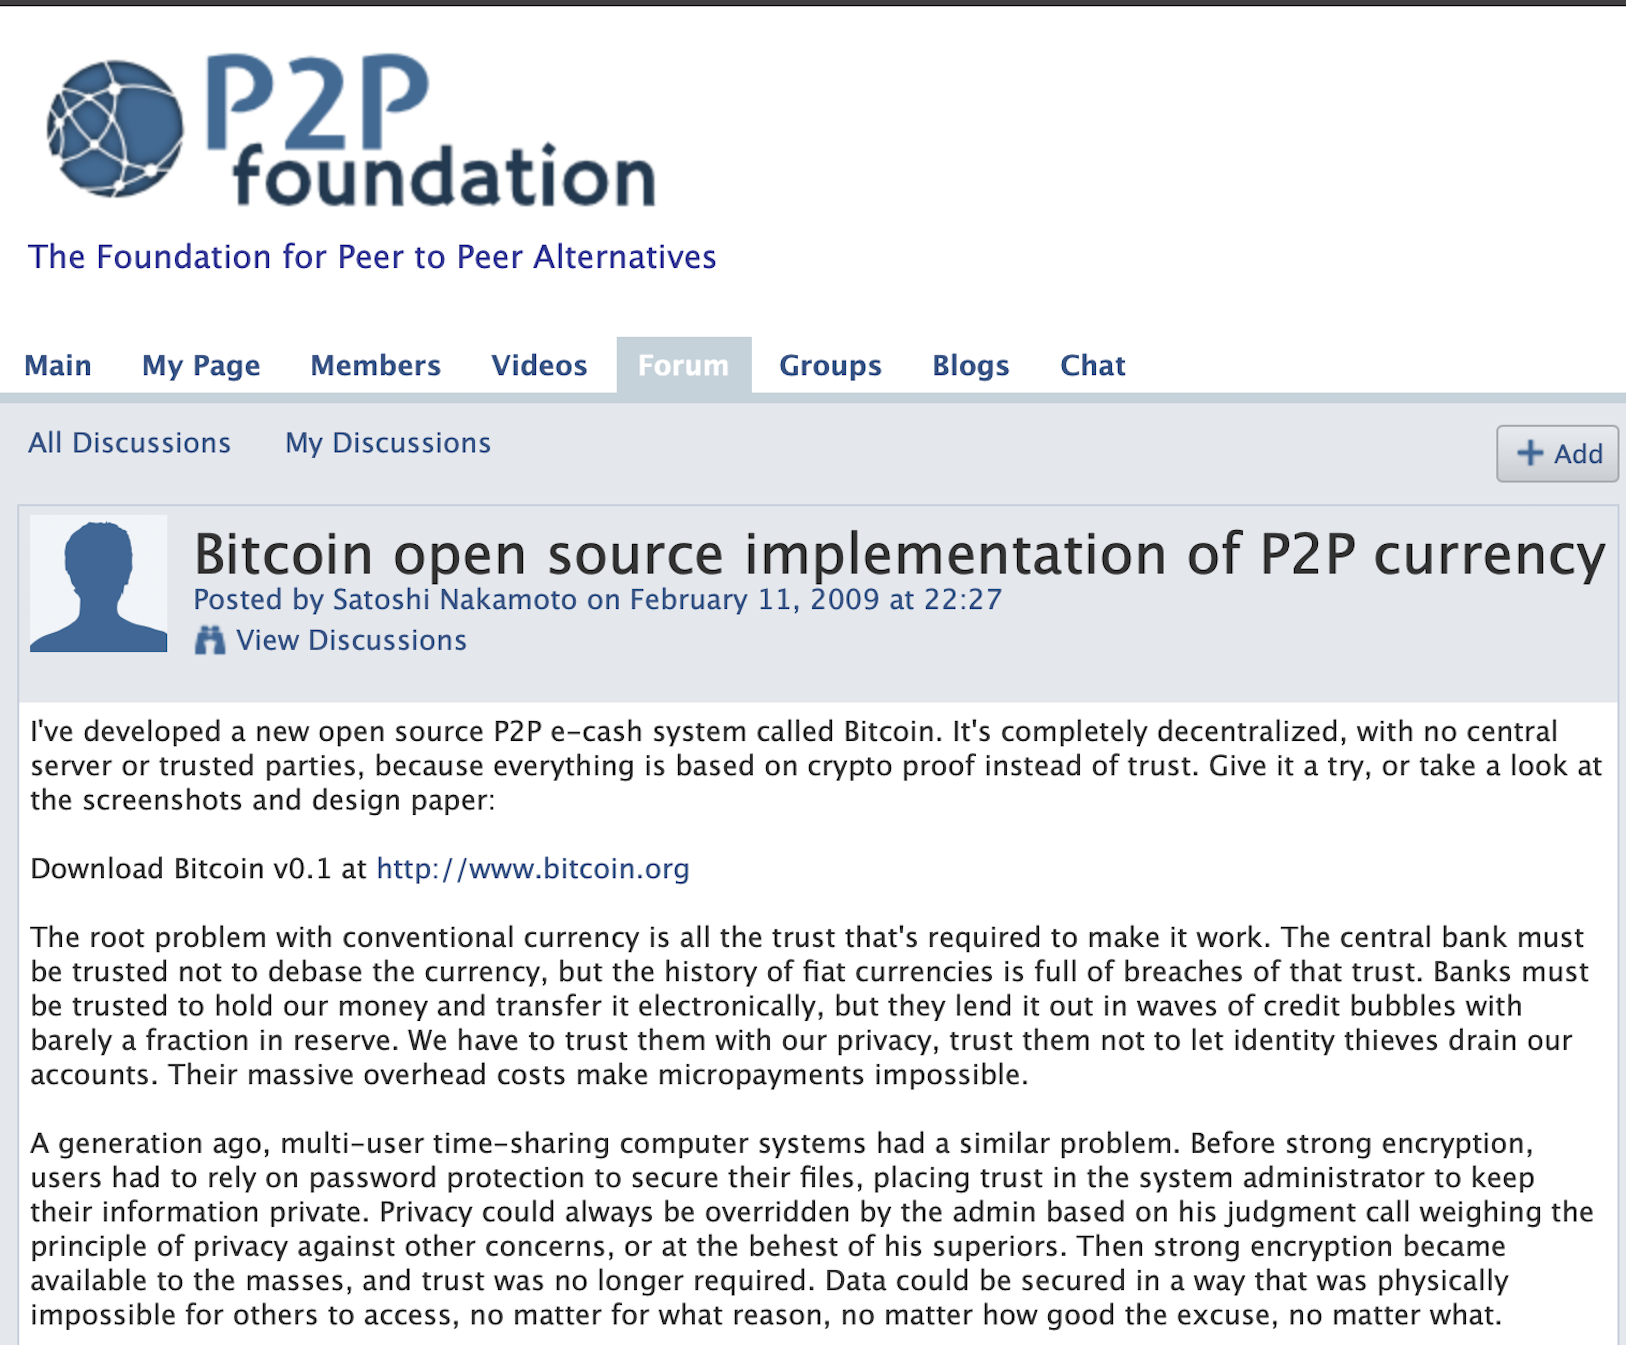 P2P
foundation
The Foundation for Peer to Peer Alternatives
Main My Page Members Videos Forum Groups Blogs Chat
All Discussions My Discussions
+ Add
Bitcoin open source implementation of P2P currency
Posted by Satoshi Nakamoto on February 11, 2009 at 22:27
View Discussions
I've developed a new open source P2P e-cash system called Bitcoin. It's completely decentralized, with no central
server or trusted parties, because everything is based on crypto proof instead of trust. Give it a try, or take a look at
the screenshots and design paper:
Download Bitcoin v0.1 at http://www.bitcoin.org
The root problem with conventional currency is all the trust that's required to make it work. The central bank must
be trusted not to debase the currency, but the history of fiat currencies is full of breaches of that trust. Banks must
be trusted to hold our money and transfer it electronically, but they lend it out in waves of credit bubbles with
barely a fraction in reserve. We have to trust them with our privacy, trust them not to let identity thieves drain our
accounts. Their massive overhead costs make micropayments impossible.
A generation ago, multi-user time-sharing computer systems had a similar problem. Before strong encryption,
users had to rely on password protection to secure their files, placing trust in the system administrator to keep
their information private. Privacy could always be overridden by the admin based on his judgment call weighing the
principle of privacy against other concerns, or at the behest of his superiors. Then strong encryption became
available to the masses, and trust was no longer required. Data could be secured in a way that was physically
impossible for others to access, no matter for what reason, no matter how good the excuse, no matter what.